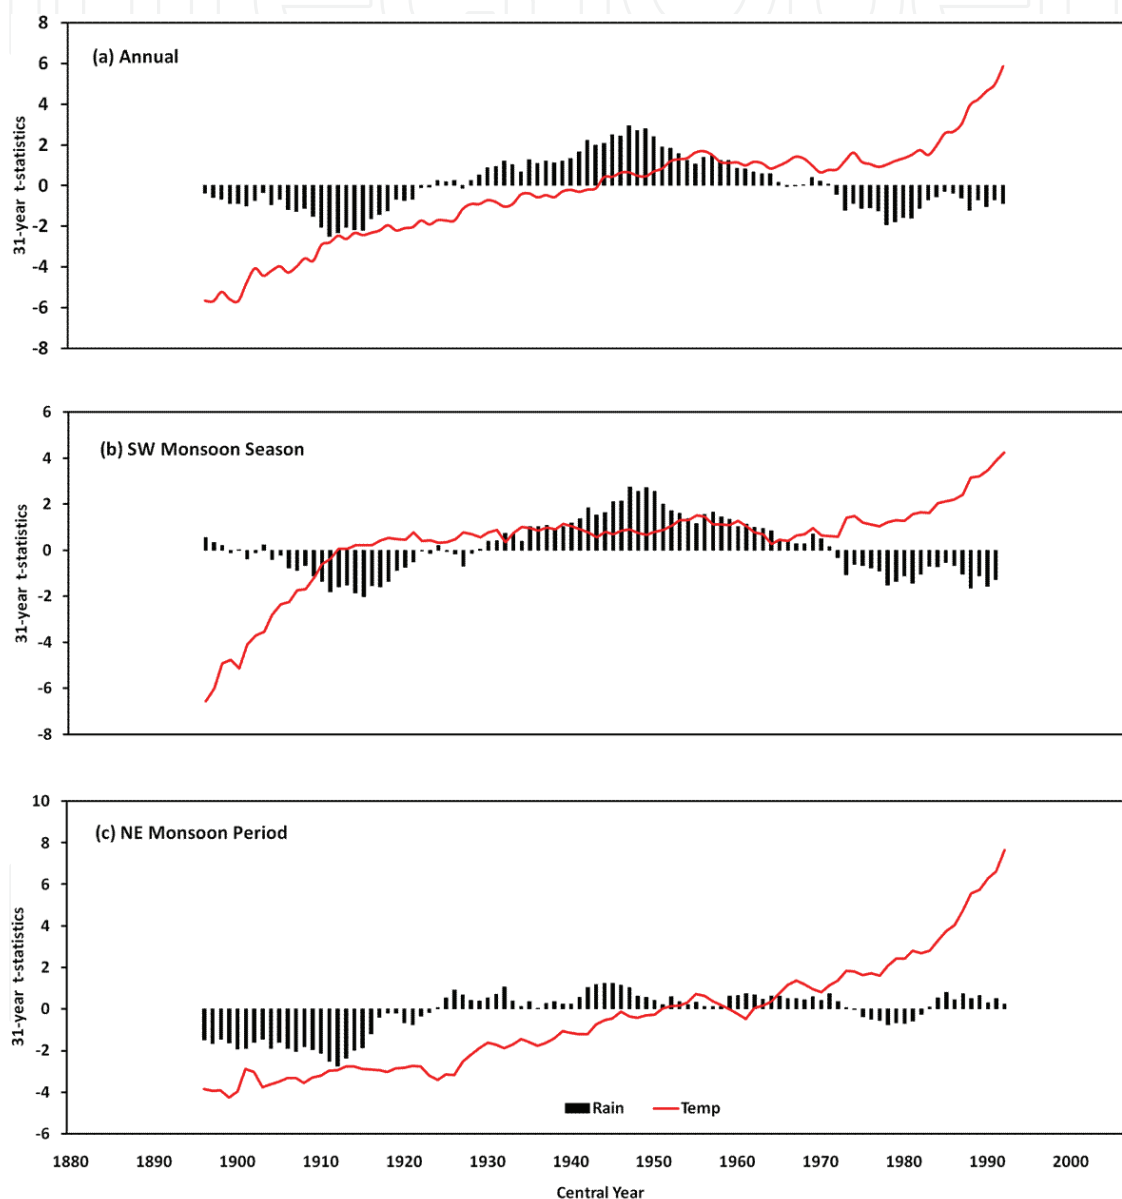 8
(a) Annual
6
4
2
0
-2
-4
-6
-8
31-year t-statistics
6
(b) SW Monsoon Season
4
2
0
-2
-4
-6
-8
31-year t-statistics
10
(c) NE Monsoon Period
8
6
4
2
0
-2
-4
-6
31-year t-statistics
Rain Temp
1880 1890 1900 1910 1920 1930 1940 1950 1960 1970 1980 1990 2000
Central Year